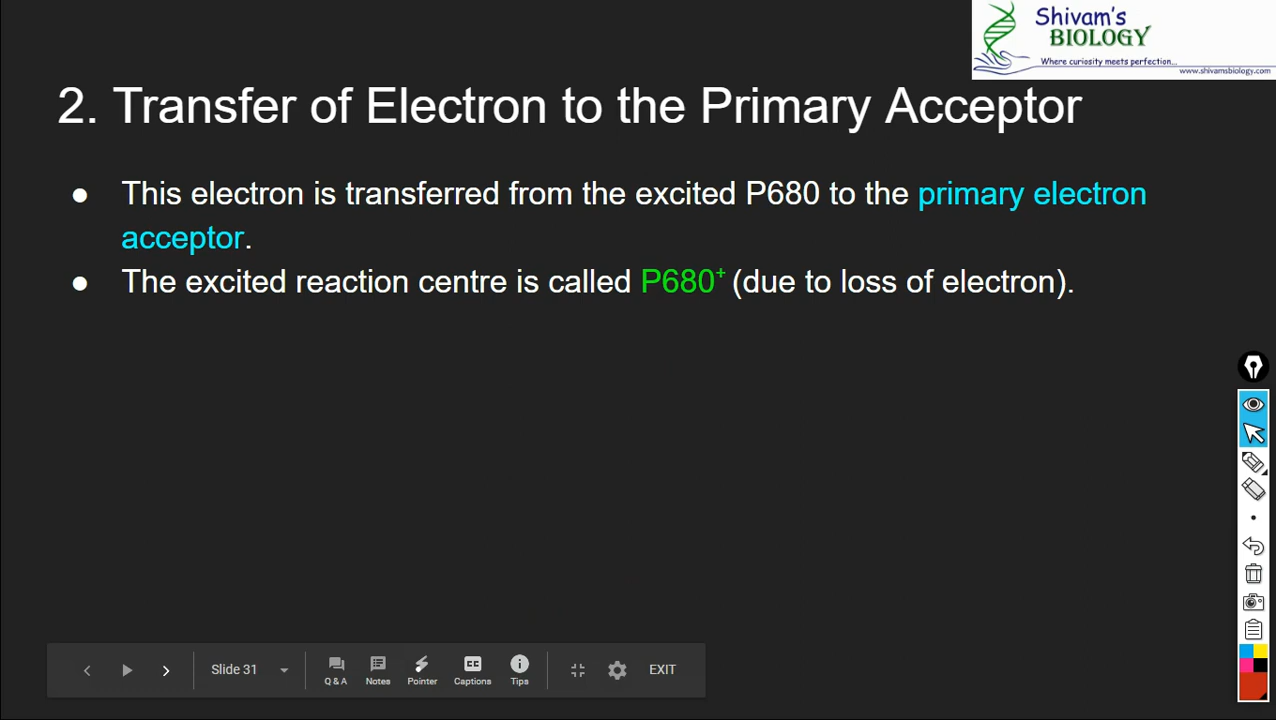 Shivam's
BIOLOGY
Where curiosity meets perfection...
www.shivamsbiology.com
2. Transfer of Electron to the Primary Acceptor
● This electron is transferred from the excited P680 to the primary electron
acceptor.
● The excited reaction centre is called P680⁺ (due to loss of electron).
Slide 31
Q & A
Notes
Pointer
CC
Captions
Tips
EXIT